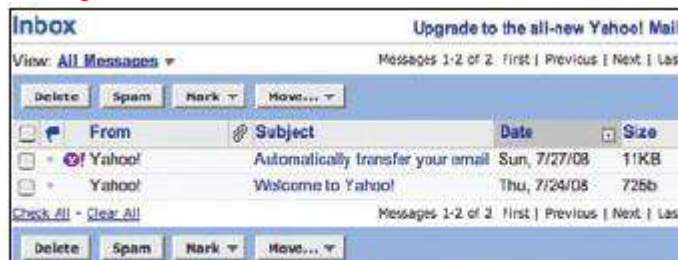 Inbox Upgrade to the all-new Yahoo! Mail
View: All Messages Messages 1-2 of 2 First | Previous | Next | Las
Delete Spam Mark Move...
From Subject Date Size
Y! Yahoo! Automatically transfer your email Sun, 7/27/08 11KB
Yahoo! Welcome to Yahoo! Thu, 7/24/08 726b
Check All - Clear All Messages 1-2 of 2 First | Previous | Next | Las
Delete Spam Mark Move...